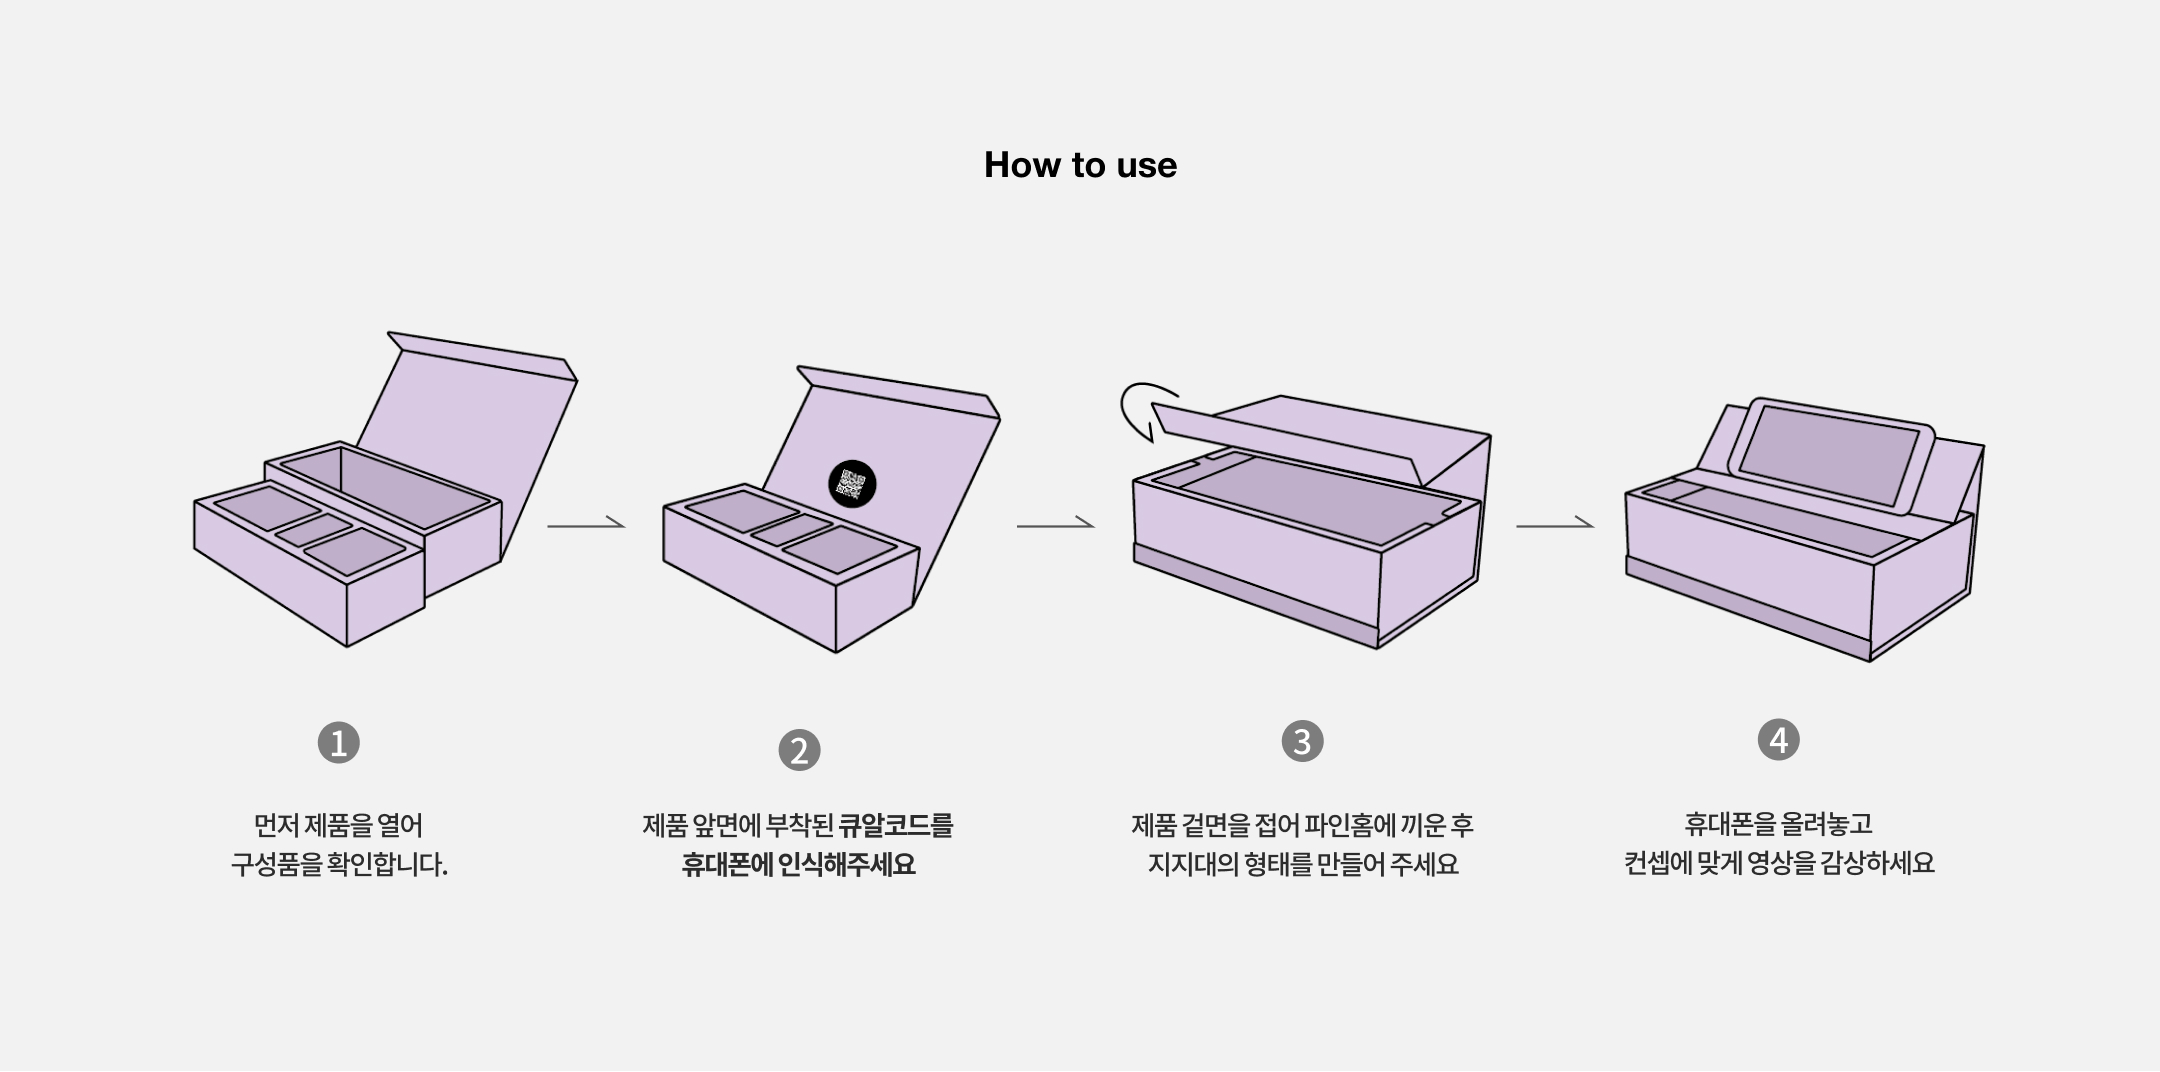 How to use
1
먼저 제품을 열어
구성품을 확인합니다.
2
제품 앞면에 부착된 큐알코드를
휴대폰에 인식해주세요
3
제품 겉면을 접어 파인홈에 끼운 후
지지대의 형태를 만들어 주세요
4
휴대폰을 올려놓고
컨셉에 맞게 영상을 감상하세요